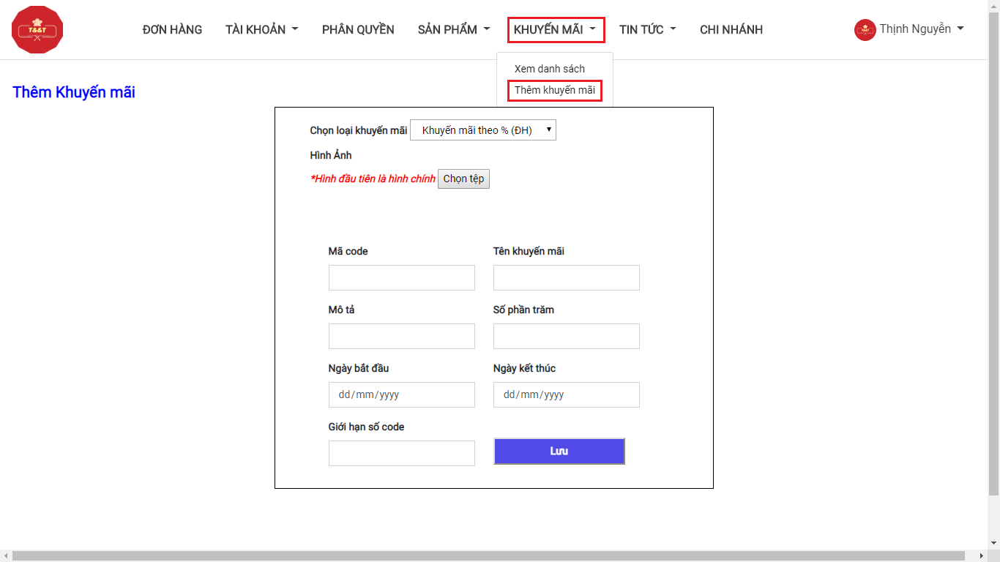 T&&T
ĐƠN HÀNG TÀI KHOẢN PHÂN QUYỀN SẢN PHẨM KHUYẾN MÃI TIN TỨC CHI NHÁNH Thịnh Nguyễn
Xem danh sách
Thêm khuyến mãi
Thêm Khuyến mãi
Chọn loại khuyến mãi Khuyến mãi theo % (ĐH)
Hình Ảnh
*Hình đầu tiên là hình chính Chọn tệp
Mã code Tên khuyến mãi
Mô tả Số phần trăm
Ngày bắt đầu Ngày kết thúc
dd/mm/yyyy dd/mm/yyyy
Giới hạn số code
Lưu